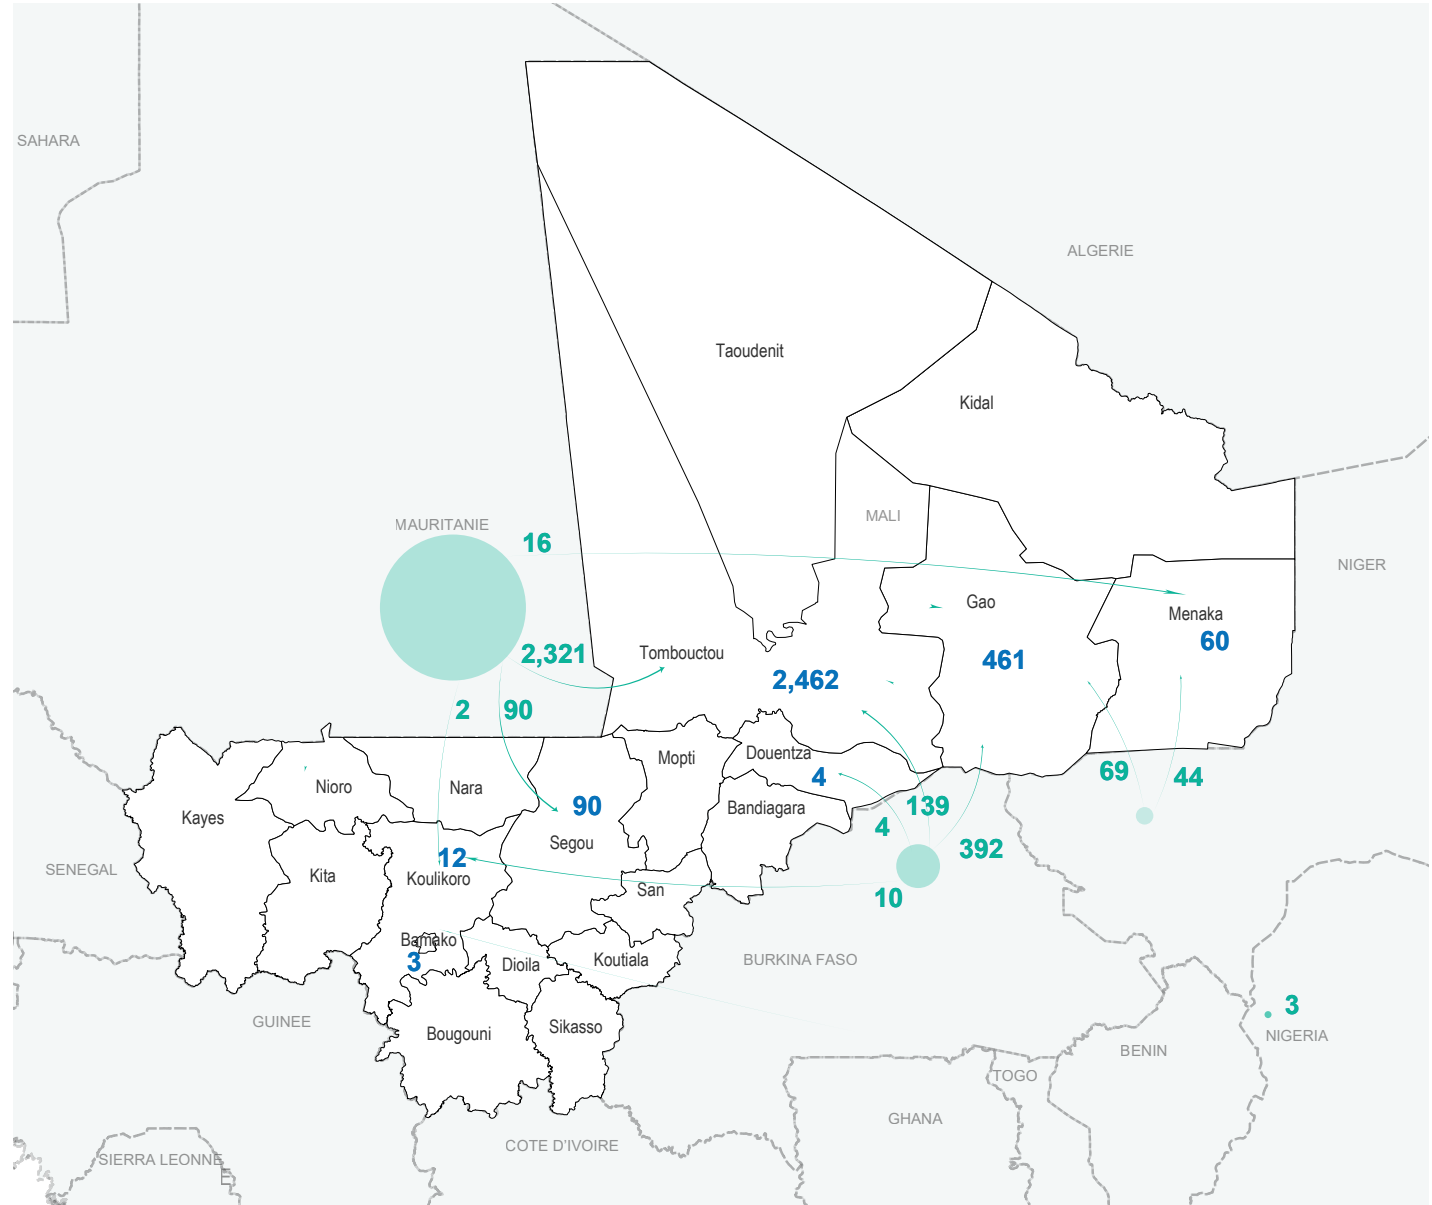 SAHARA
ALGERIE
Taoudenit
Kidal
MALI
MAURITANIE
16
NIGER
Gao
Menaka
60
2,321
Tombouctou
461
2,462
2
90
Mopti
Douentza
4
69
44
Nioro
Nara
90
139
Kayes
Bandiagara
4
Segou
392
12
SENEGAL
Kita
Koulikoro
San
10
Bamako
3
Dioila
Koutiala
BURKINA FASO
3
GUINEE
Bougouni
Sikasso
NIGERIA
BENIN
TOGO
GHANA
COTE D'IVOIRE
SIERRA LEONNE
E